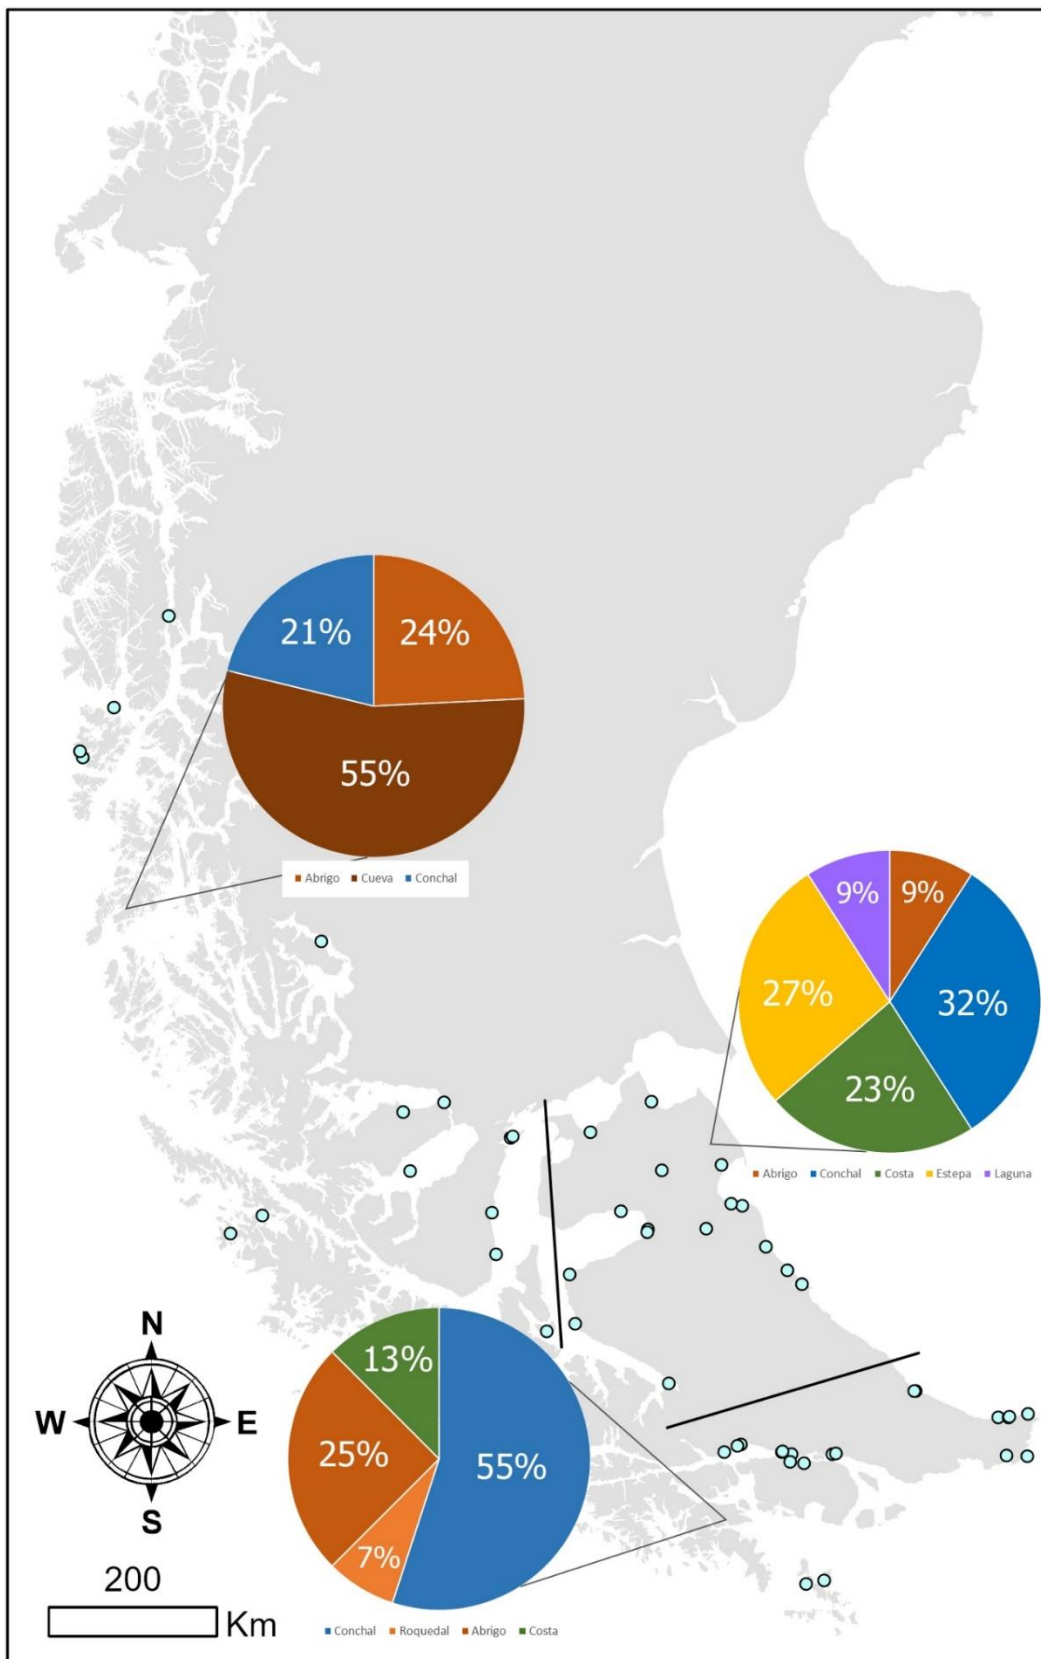 21%
24%
55%
Abrigo Cueva Conchal
9%
9%
27%
32%
23%
Abrigo Conchal Costa Estepa Laguna
N
W
E
S
13%
25%
55%
7%
Conchal Roquedal Abrigo Costa
200
Km